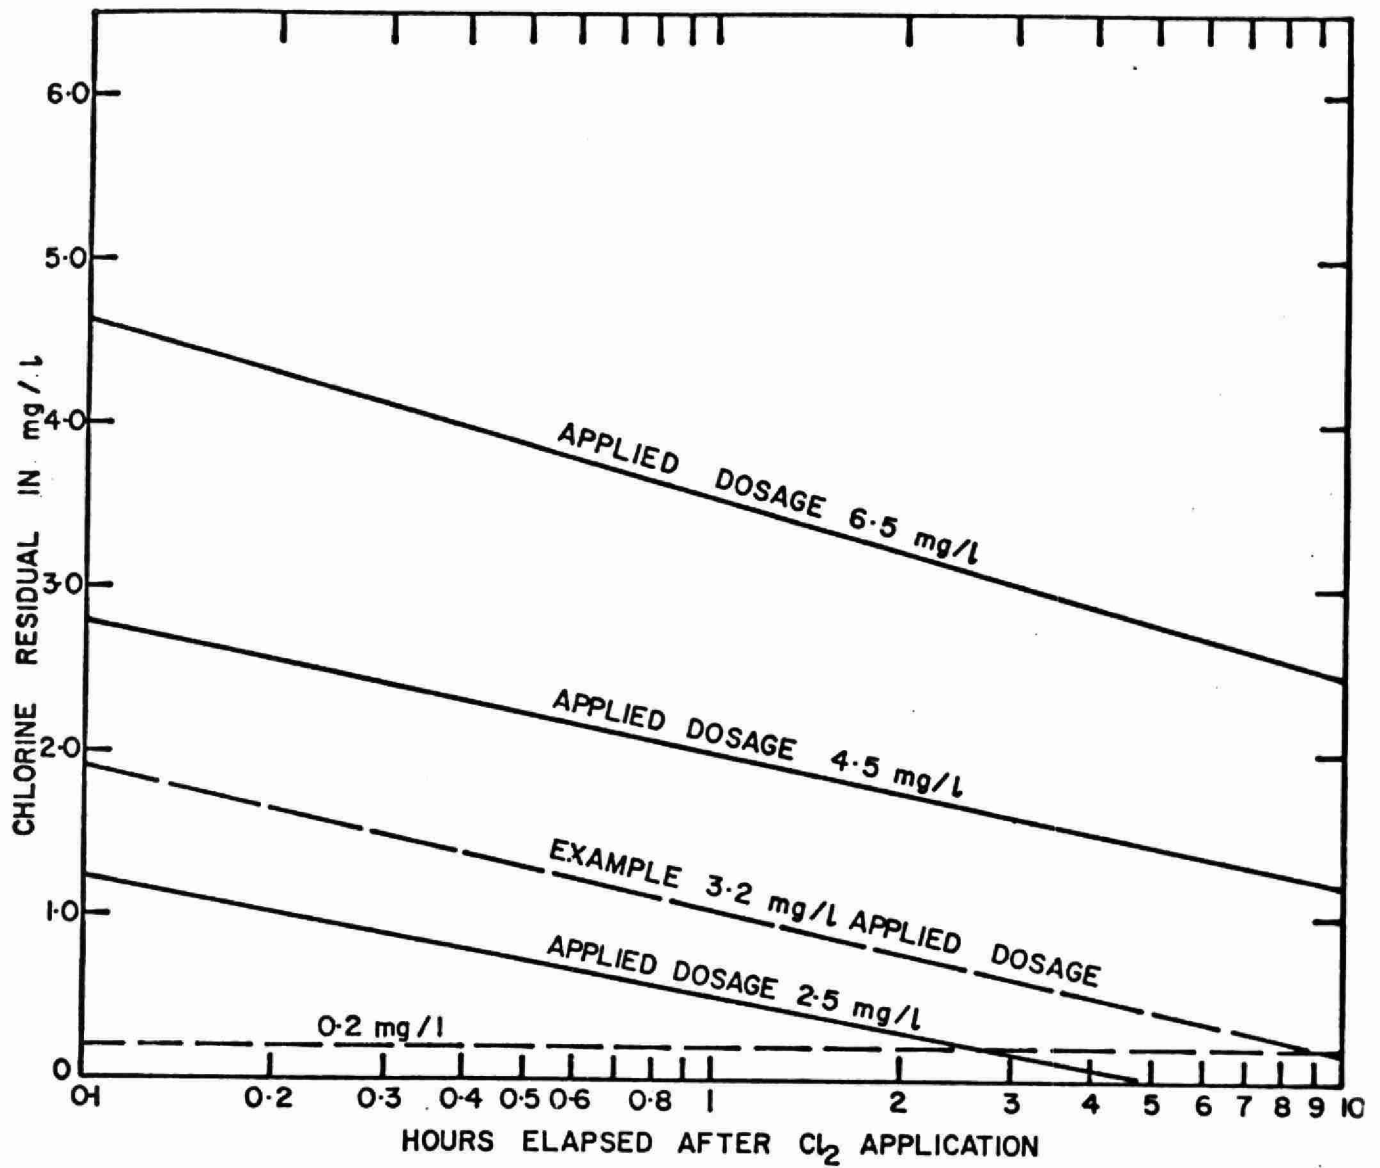 6·0
5·0
4·0
3·0
2·0
1·0
0
CHLORINE RESIDUAL IN mg/l
APPLIED DOSAGE 6·5 mg/l
APPLIED DOSAGE 4·5 mg/l
EXAMPLE 3·2 mg/l APPLIED DOSAGE
APPLIED DOSAGE 2·5 mg/l
0·2 mg/l
0·1 0·2 0·3 0·4 0·5 0·6 0·8 1 2 3 4 5 6 7 8 9 10
HOURS ELAPSED AFTER Cl₂ APPLICATION